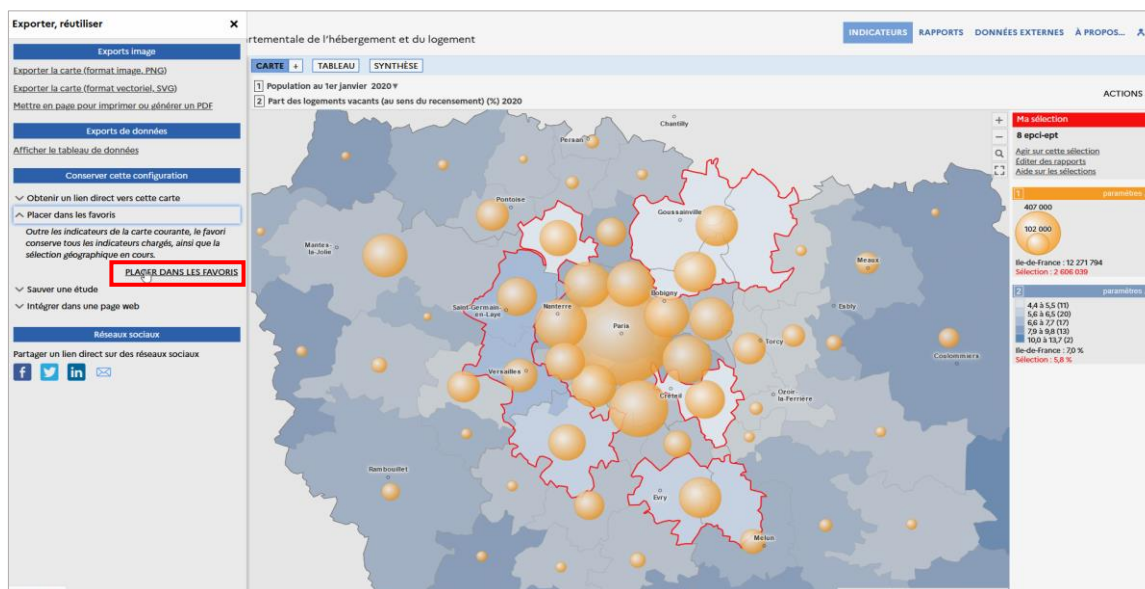 Exporter, réutiliser
Exports image
Exporter la carte (format image, PNG)
Exporter la carte (format vectoriel, SVG)
Mettre en page pour imprimer ou générer un PDF
Exports de données
Afficher le tableau de données
Conserver cette configuration
Obtenir un lien direct vers cette carte
Placer dans les favoris
Outre les indicateurs de la carte courante, le favori
conserve tous les indicateurs chargés, ainsi que la
sélection géographique en cours.
PLACER DANS LES FAVORIS
Sauver une étude
Intégrer dans une page web
Réseaux sociaux
Partager un lien direct sur des réseaux sociaux
rtementale de l'hébergement et du logement
INDICATEURS RAPPORTS DONNÉES EXTERNES À PROPOS...
CARTE + TABLEAU SYNTHÈSE
1 Population au 1er janvier 2020
2 Part des logements vacants (au sens du recensement) (%) 2020
ACTIONS
Chantilly
Persan
Pontoise
Goussainville
Mantes-
la-Jolie
Meaux
Saint-Germain-
en-Laye
Nanterre
Bobigny
Esbly
Paris
Torcy
Coulommiers
Versailles
Créteil
Ozoir-
la-Ferrière
Rambouillet
Evry
Melun
Ma sélection
8 epci-ept
Agir sur cette sélection
Éditer des rapports
Aide sur les sélections
1 paramètres
407 000
102 000
Ile-de-France : 12 271 794
Sélection : 2 606 039
2 paramètres
4,4 à 5,5 (11)
5,6 à 6,5 (20)
6,6 à 7,7 (17)
7,9 à 9,8 (13)
10,0 à 13,7 (2)
Ile-de-France : 7,0 %
Sélection : 5,8 %